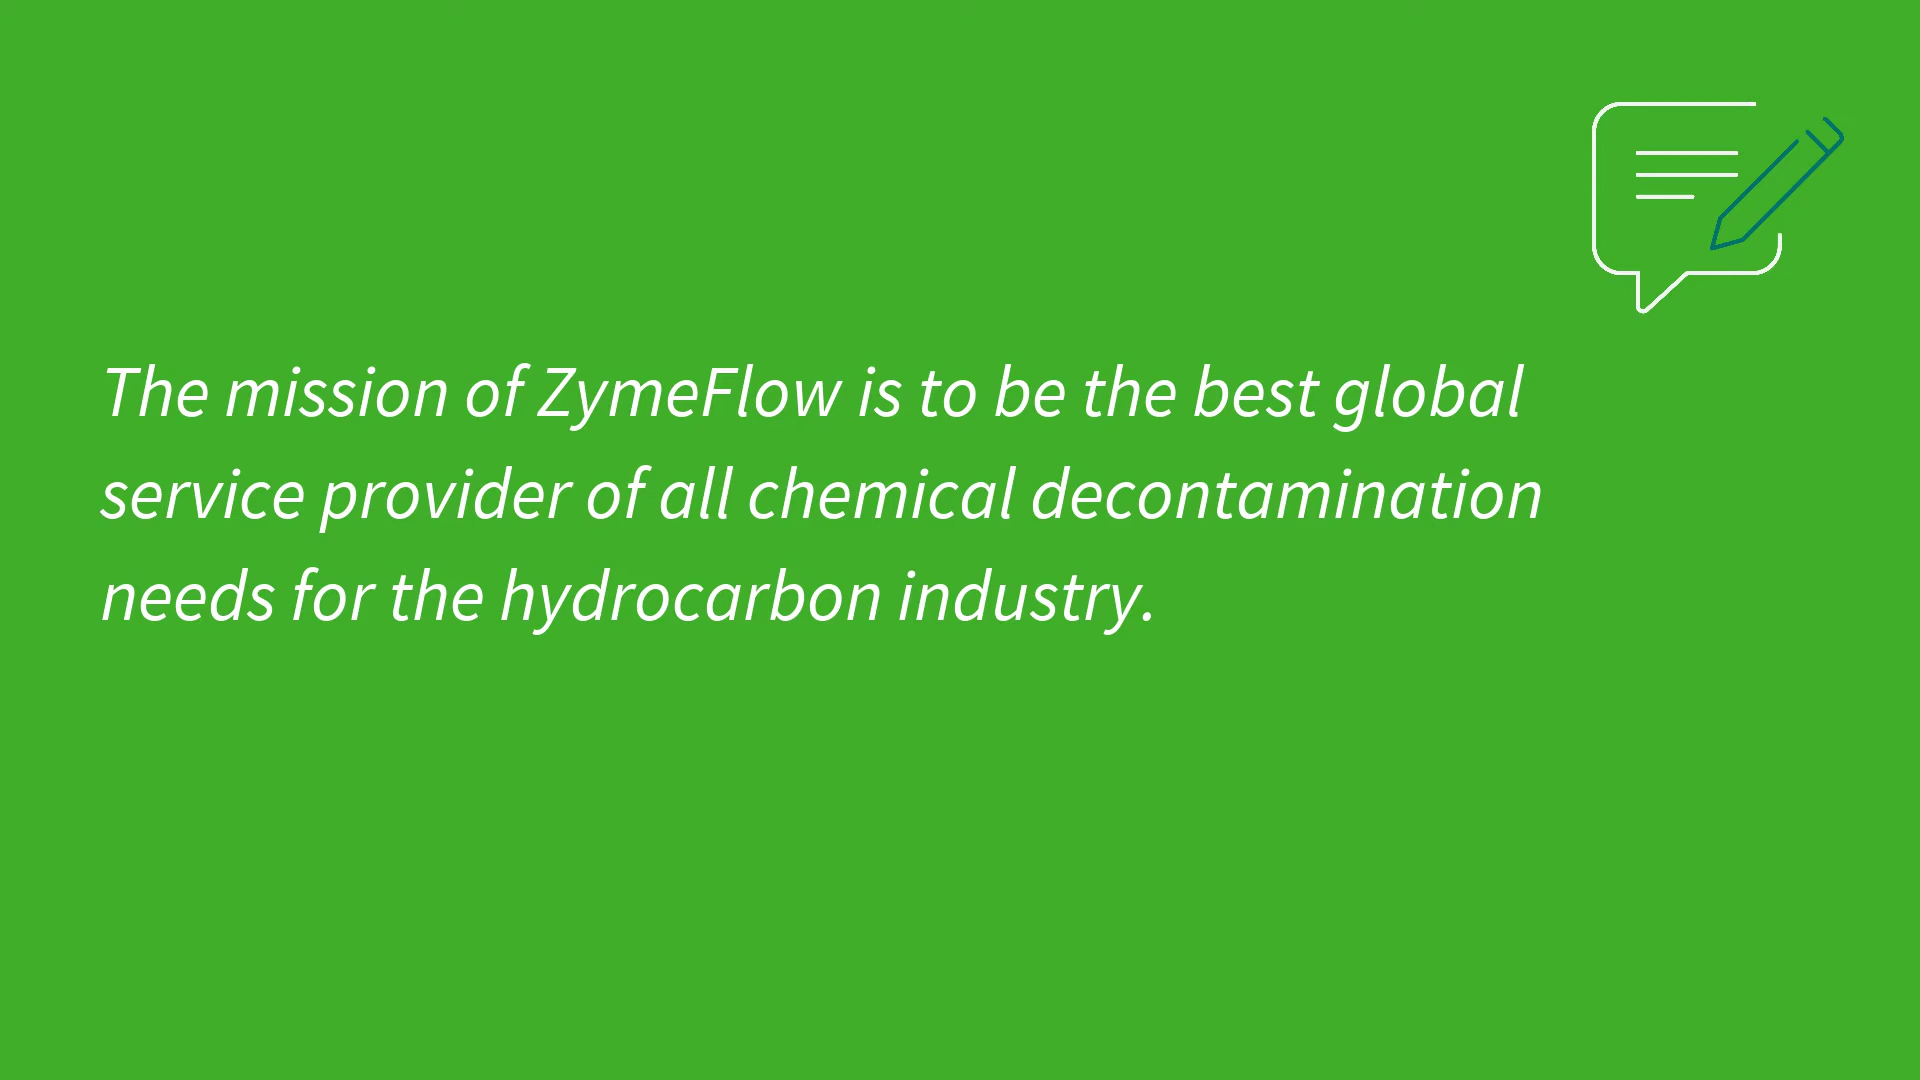 The mission of ZymeFlow is to be the best global
service provider of all chemical decontamination
needs for the hydrocarbon industry.